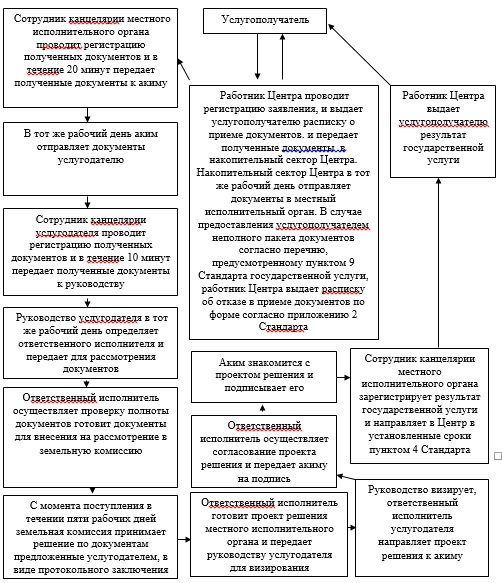 Сотрудник канцелярии местного
исполнительного органа
проводит регистрацию
полученных документов и в
течение 20 минут передает
полученные документы к акиму
Услугополучатель
Работник Центра проводит
регистрацию заявления, и выдает
услугополучателю расписку о
приеме документов. и передает
полученные документы, в
накопительный сектор Центра.
Накопительный сектор Центра в тот
же рабочий день отправляет
документы в местный
исполнительный орган. В случае
предоставления услугополучателем
неполного пакета документов
согласно перечню,
предусмотренному пунктом 9
Стандарта государственной услуги,
работник Центра выдает расписку
об отказе в приеме документов по
форме согласно приложению 2
Стандарта
Работник Центра
выдает
услугополучателю
результат
государственной
услуги
В тот же рабочий день аким
отправляет документы
услугодателю
Сотрудник канцелярии
услугодателя проводит
регистрацию полученных
документов и в течение 10 минут
передает полученные документы
к руководству
Руководство услугодателя в тот
же рабочий день определяет
ответственного исполнителя и
передает для рассмотрения
документов
Ответственный исполнитель
осуществляет проверку полноты
документов готовит документы
для внесения на рассмотрение в
земельную комиссию
С момента поступления в
течении пяти рабочих дней
земельная комиссия принимает
решение по документам
предложенные услугодателем, в
виде протокольного заключения
Ответственный исполнитель
готовит проект решения
местного исполнительного
органа и передает
руководству услугодателя
для визирования
Руководство визирует,
ответственный
исполнитель
услугодателя
направляет проект
решения к акиму
Ответственный
исполнитель осуществляет
согласование проекта
решения и передает акиму
на подпись
Аким знакомится с
проектом решения и
подписывает его
Сотрудник канцелярии
местного
исполнительного органа
зарегистрирует результат
государственной услуги
и направляет в Центр в
установленные сроки
пунктом 4 Стандарта